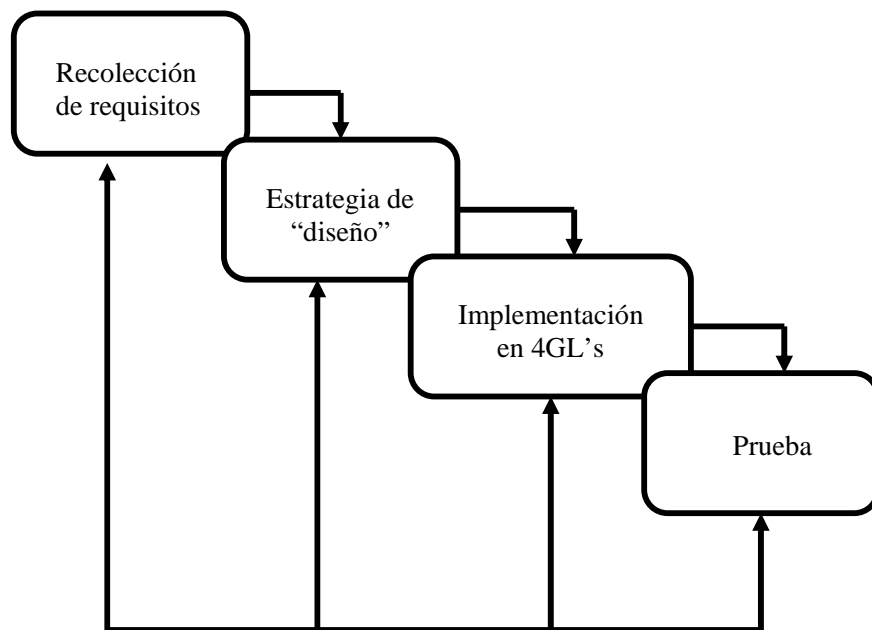 Recolección
de requisitos
Estrategia de
“diseño”
Implementación
en 4GL’s
Prueba